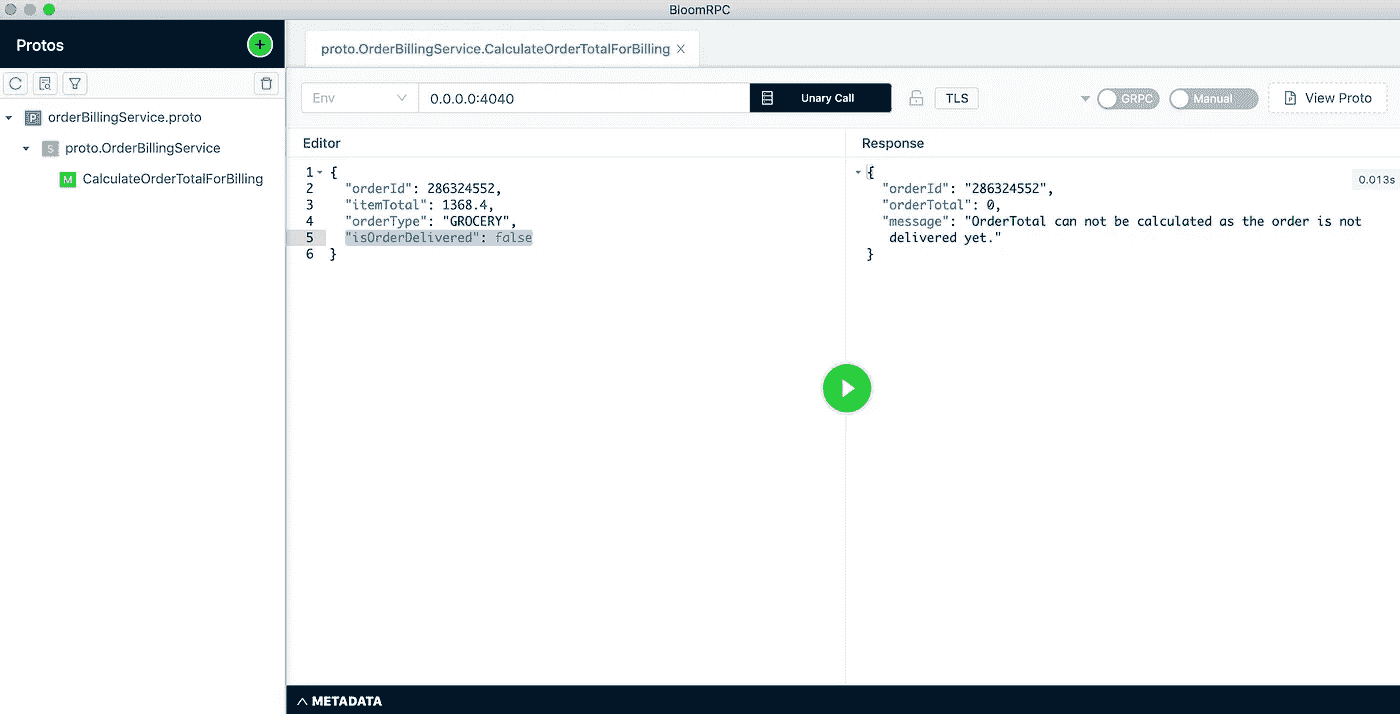 BloomRPC
Protos
proto.OrderBillingService.CalculateOrderTotalForBilling
Env
0.0.0.0:4040
Unary Call
TLS
GRPC
Manual
View Proto
P orderBillingService.proto
S proto.OrderBillingService
M CalculateOrderTotalForBilling
Editor
1 {
2 "orderId": 286324552,
3 "itemTotal": 1368.4,
4 "orderType": "GROCERY",
5 "isOrderDelivered": false
6 }
Response
0.013s
{
"orderId": "286324552",
"orderTotal": 0,
"message": "OrderTotal can not be calculated as the order is not
delivered yet."
}
METADATA